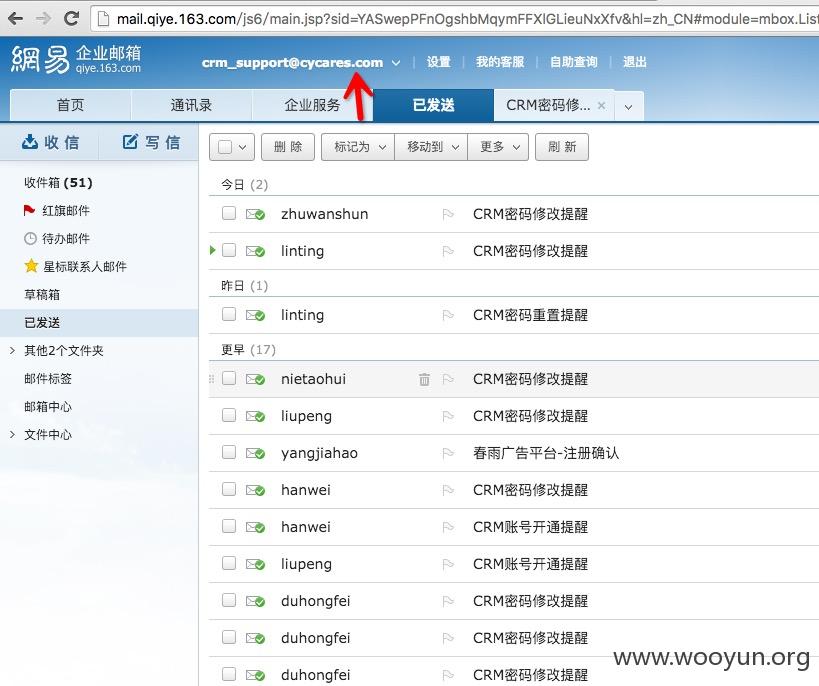 mail.qiye.163.com/js6/main.jsp?sid=YASwepPFnOgshbMqymFFXlGLieuNxXfv&hl=zh_CN#module=mbox.List
網易 企业邮箱
qiye.163.com
crm_support@cycares.com 设置 我的客服 自助查询 退出
首页 通讯录 企业服务 已发送 CRM密码修...
收信 写信
删除 标记为 移动到 更多 刷新
收件箱 (51)
红旗邮件
待办邮件
星标联系人邮件
草稿箱
已发送
其他2个文件夹
邮件标签
邮箱中心
文件中心
今日 (2)
zhuwanshun CRM密码修改提醒
linting CRM密码修改提醒
昨日 (1)
linting CRM密码重置提醒
更早 (17)
nietaohui CRM密码修改提醒
liupeng CRM密码修改提醒
yangjiahao 春雨广告平台-注册确认
hanwei CRM密码修改提醒
hanwei CRM账号开通提醒
liupeng CRM账号开通提醒
duhongfei CRM密码修改提醒
duhongfei CRM密码修改提醒
duhongfei CRM密码修改提醒
www.wooyun.org